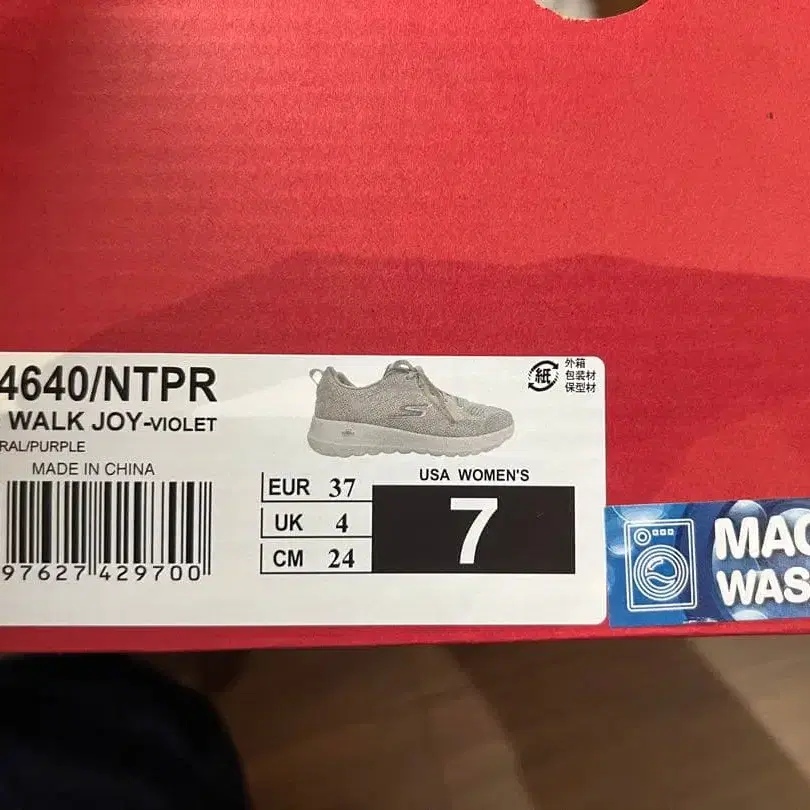 4640/NTPR
WALK JOY-VIOLET
RAL/PURPLE
MADE IN CHINA
97627 429700
紙
外箱
包装材
保型材
USA WOMEN'S
EUR 37
UK 4
CM 24
7
MAC
WAS